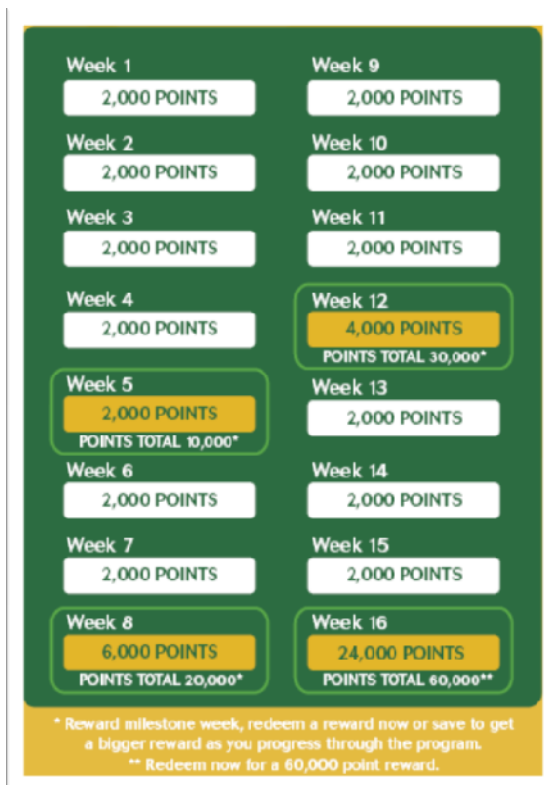 Week 1
2,000 POINTS
Week 2
2,000 POINTS
Week 3
2,000 POINTS
Week 4
2,000 POINTS
Week 5
2,000 POINTS
POINTS TOTAL 10,000*
Week 6
2,000 POINTS
Week 7
2,000 POINTS
Week 8
6,000 POINTS
POINTS TOTAL 20,000*
Week 9
2,000 POINTS
Week 10
2,000 POINTS
Week 11
2,000 POINTS
Week 12
4,000 POINTS
POINTS TOTAL 30,000*
Week 13
2,000 POINTS
Week 14
2,000 POINTS
Week 15
2,000 POINTS
Week 16
24,000 POINTS
POINTS TOTAL 60,000**
* Reward milestone week, redeem a reward now or save to get
a bigger reward as you progress through the program.
** Redeem now for a 60,000 point reward.